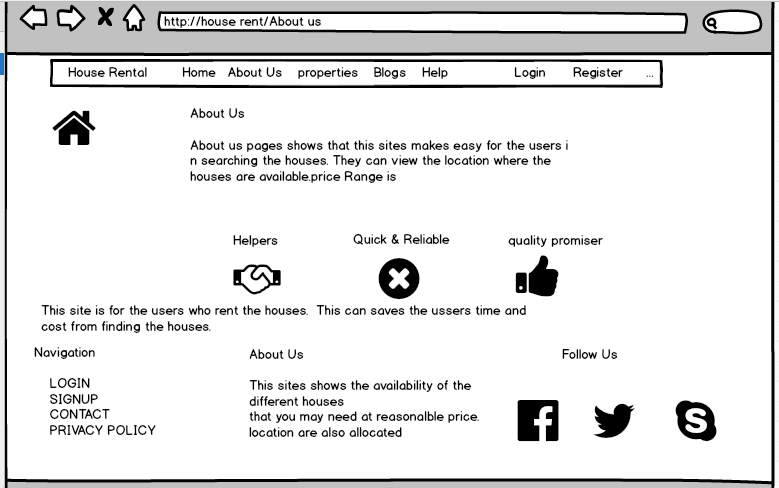 http://house rent/About us
House Rental Home About Us properties Blogs Help Login Register ...
About Us
About us pages shows that this sites makes easy for the users i
n searching the houses. They can view the location where the
houses are available.price Range is
Helpers Quick & Reliable quality promiser
This site is for the users who rent the houses. This can saves the ussers time and
cost from finding the houses.
Navigation
LOGIN
SIGNUP
CONTACT
PRIVACY POLICY
About Us
This sites shows the availability of the
different houses
that you may need at reasonalble price.
location are also allocated
Follow Us